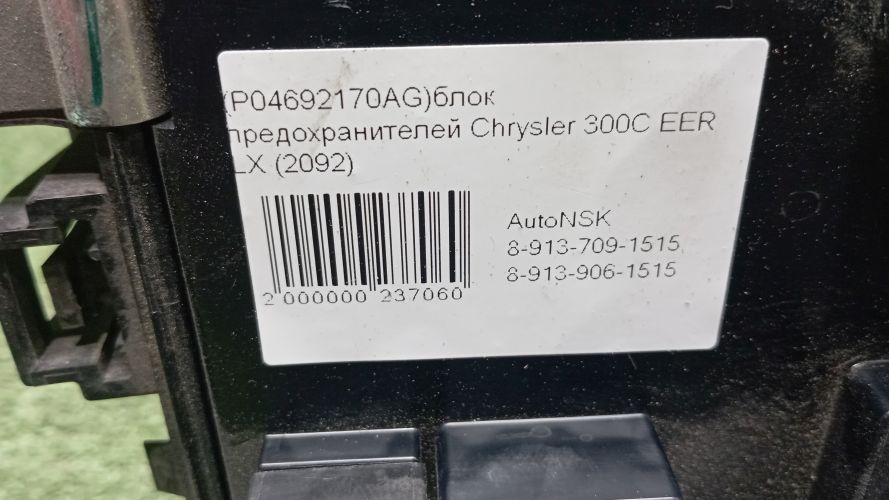 (P04692170AG)блок
предохранителей Chrysler 300C EER
LX (2092)
AutoNSK
8-913-709-1515
8-913-906-1515
2 000000 237060